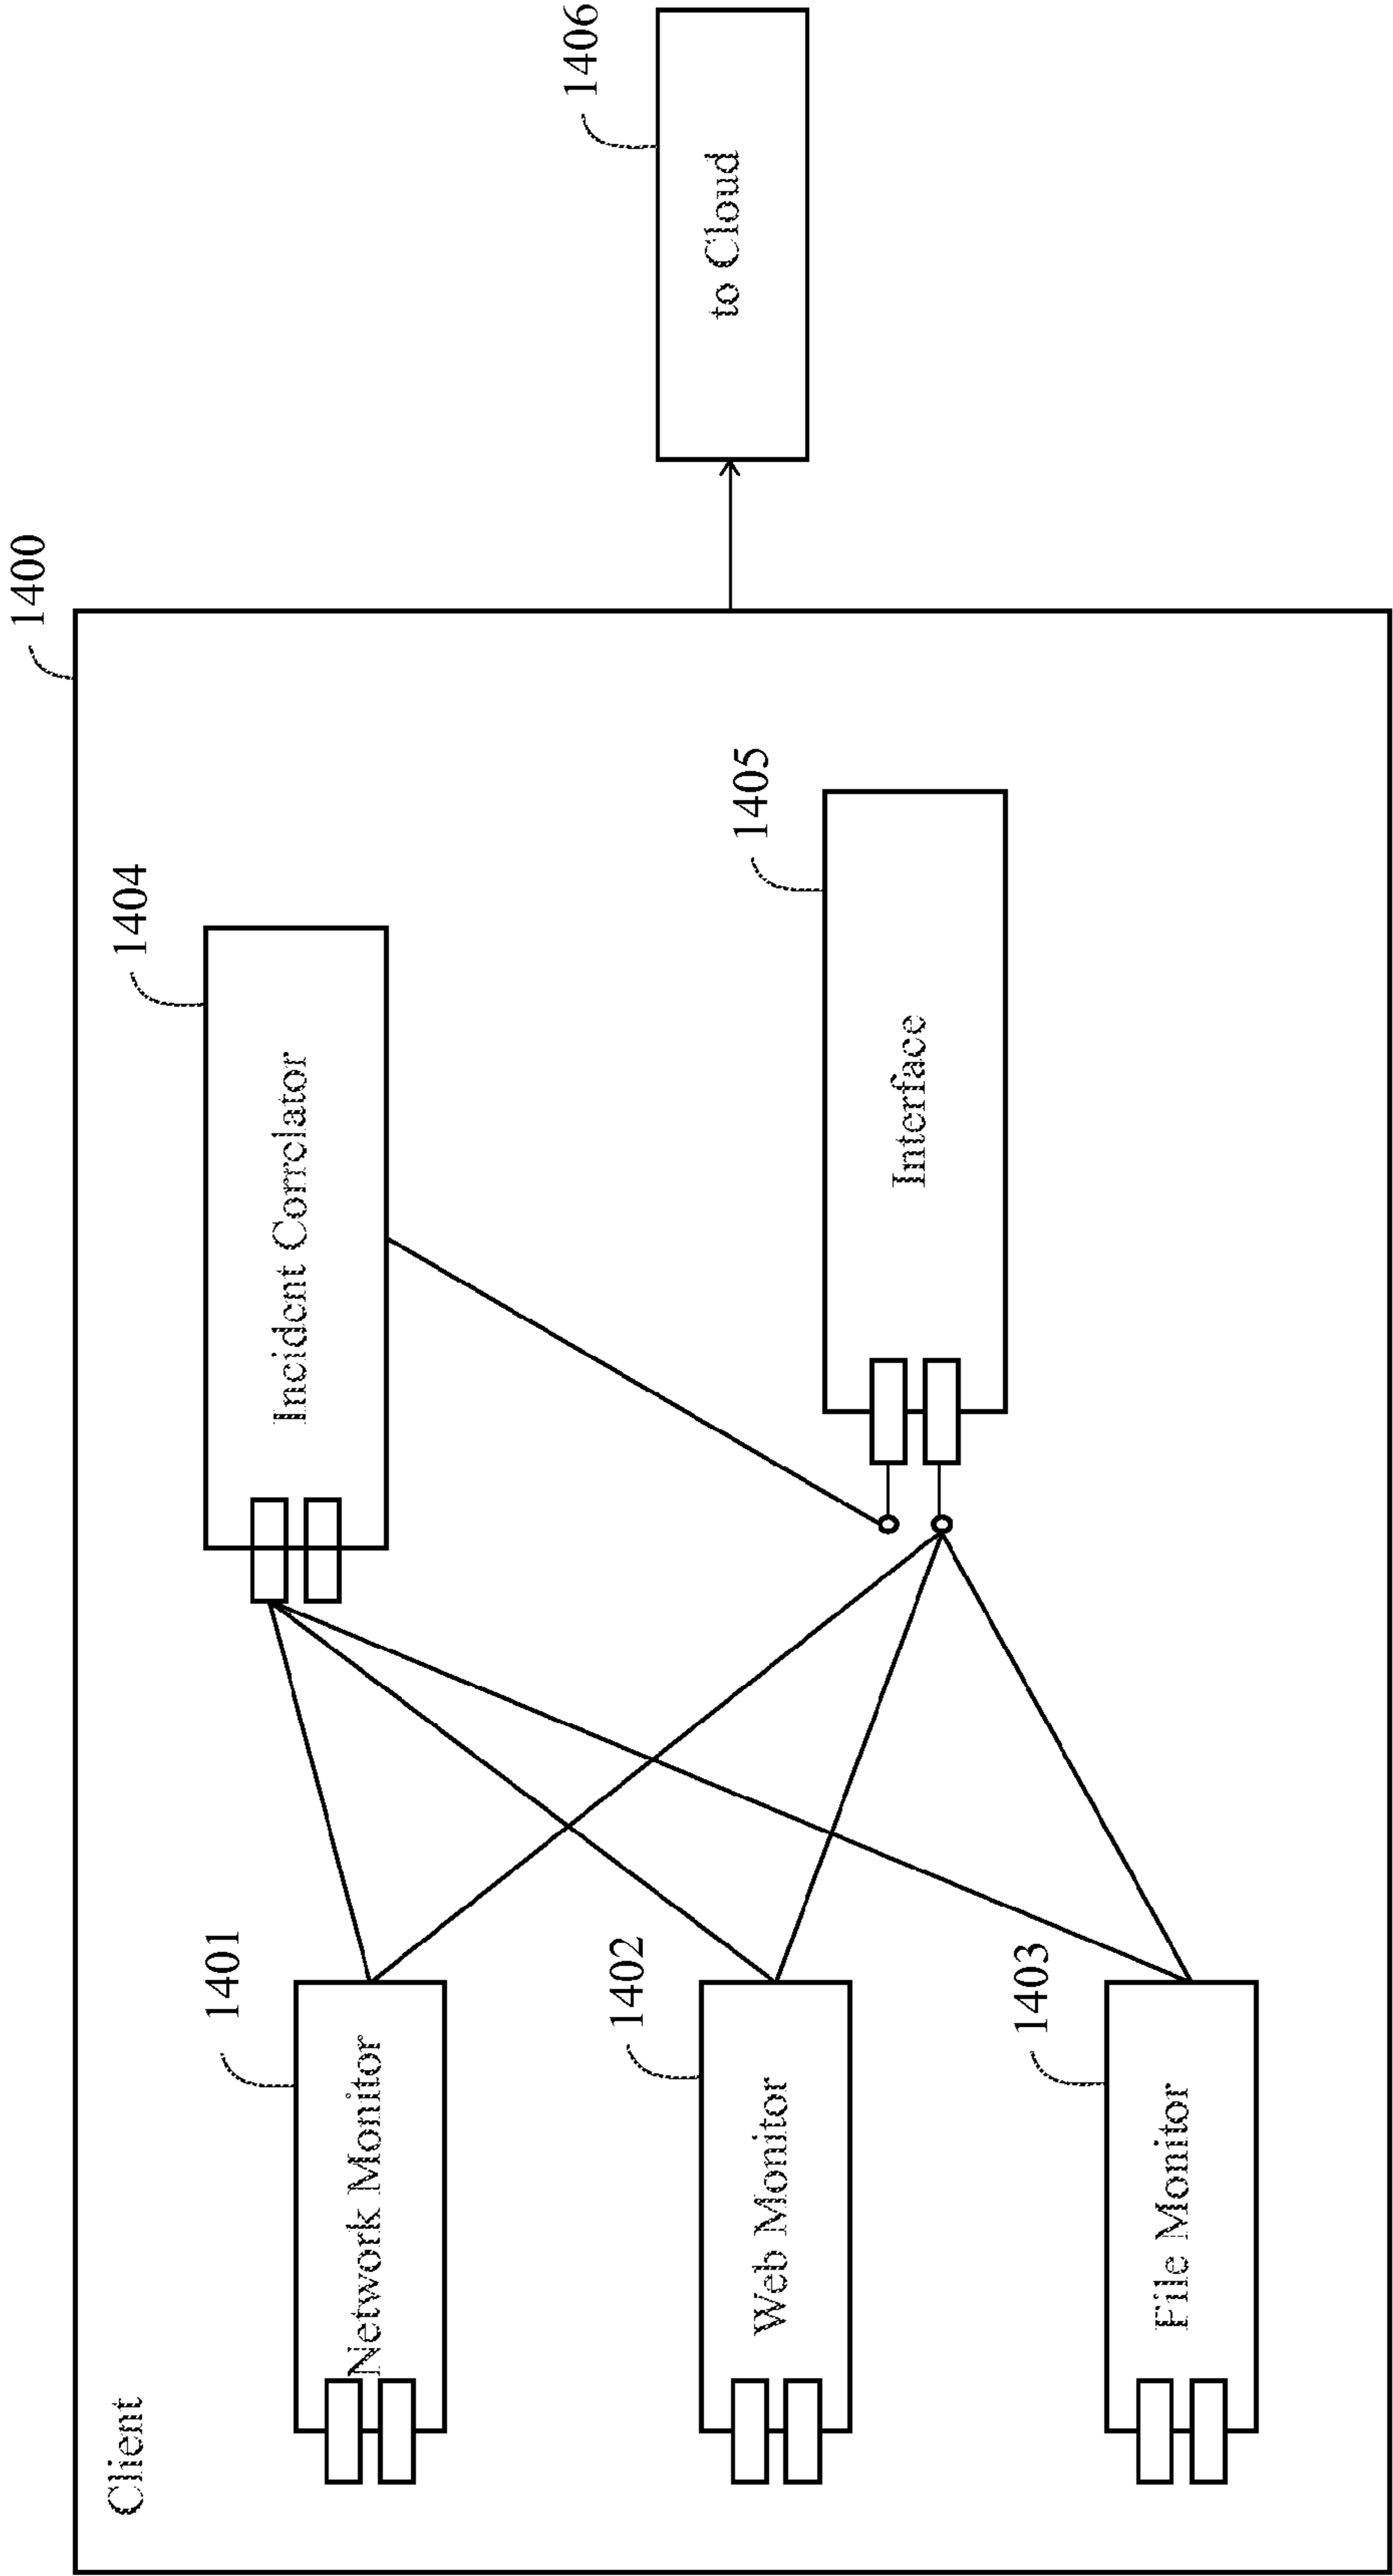 1400
Client
1404
Incident Correlator
1401
Network Monitor
1406
to Cloud
1402
Web Monitor
1405
Interface
1403
File Monitor